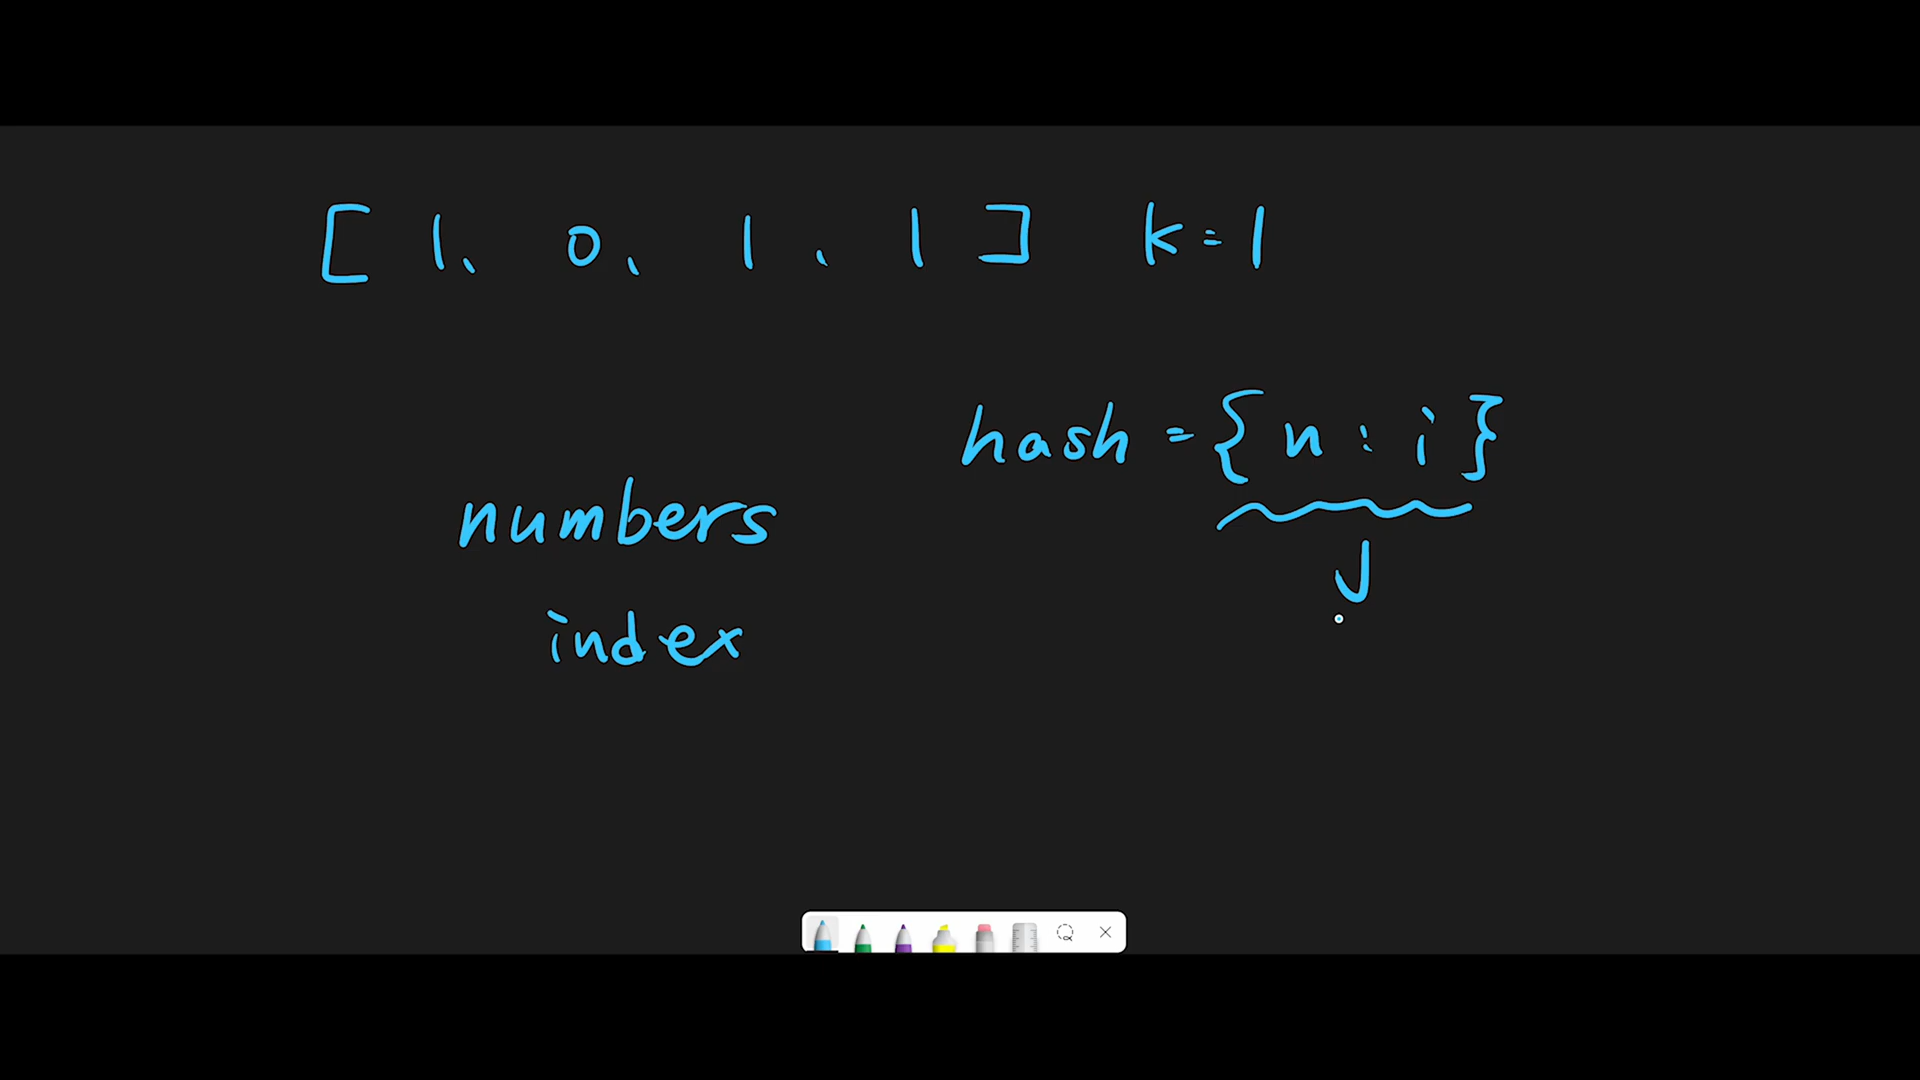 [ 1, 0, 1, 1 ] k=1
hash = { n : i }
numbers
J
index